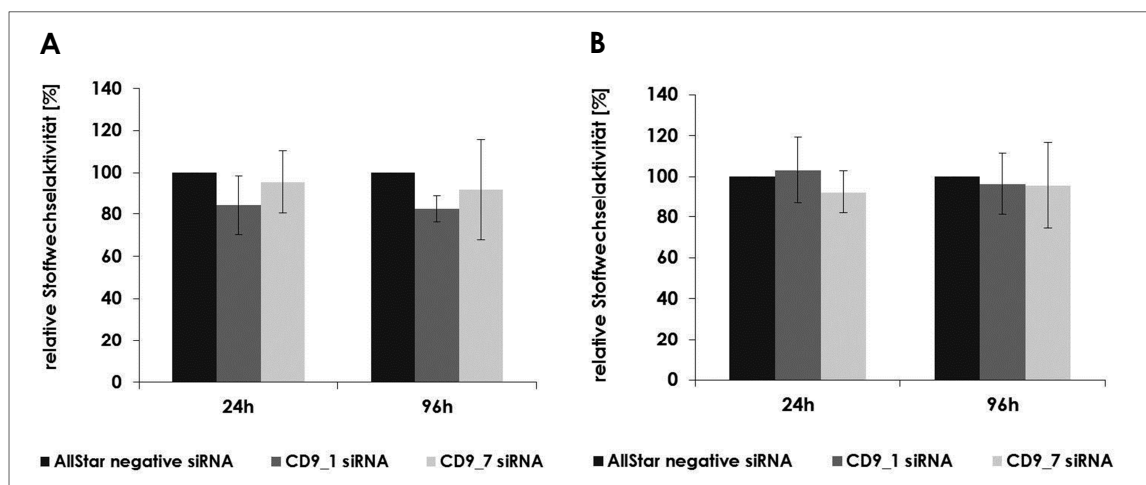 A
relative Stoffwechselaktivität [%]
140
120
100
80
60
40
20
0
24h
96h
AllStar negative siRNA
CD9_1 siRNA
CD9_7 siRNA
B
relative Stoffwechselaktivität [%]
140
120
100
80
60
40
20
0
24h
96h
AllStar negative siRNA
CD9_1 siRNA
CD9_7 siRNA